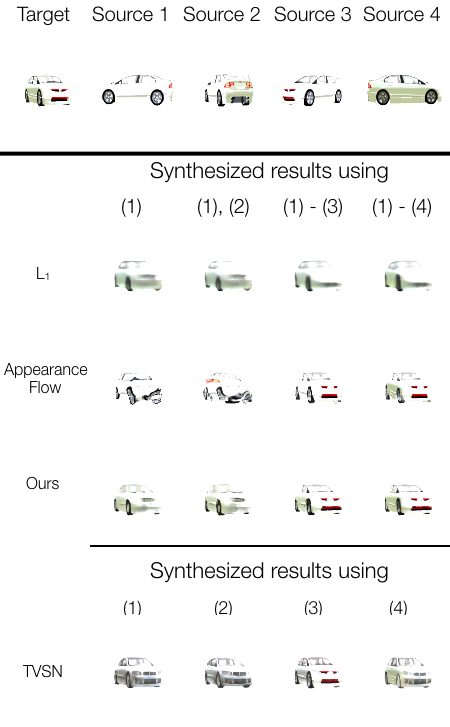 Target Source 1 Source 2 Source 3 Source 4
Synthesized results using
(1) (1), (2) (1) - (3) (1) - (4)
L₁
Appearance
Flow
Ours
Synthesized results using
(1) (2) (3) (4)
TVSN